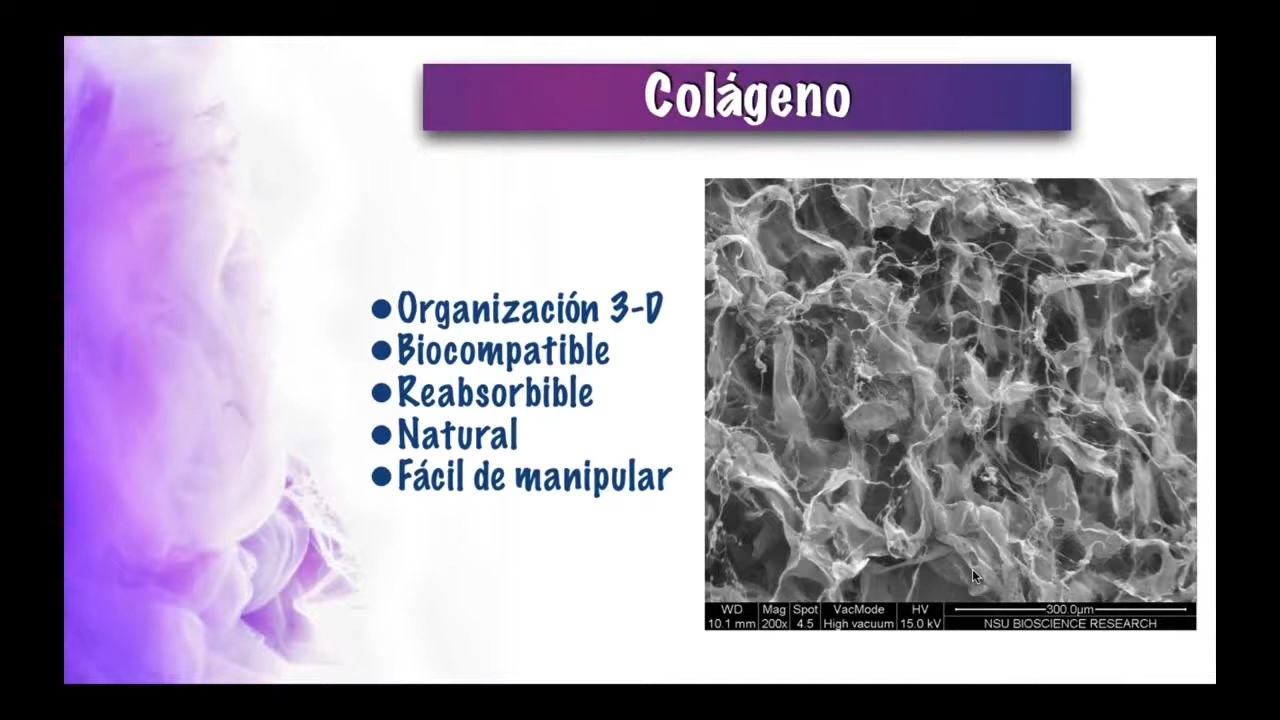 Colágeno
●Organización 3-D
●Biocompatible
●Reabsorbible
●Natural
●Fácil de manipular
WD Mag Spot VacMode HV 300.0µm
10.1 mm 200x 4.5 High vacuum 15.0 kV NSU BIOSCIENCE RESEARCH